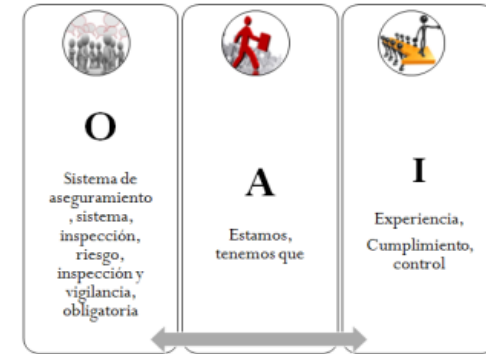 O
Sistema de
aseguramiento
, sistema,
inspección,
riesgo,
inspección y
vigilancia,
obligatoria
A
Estamos,
tenemos que
I
Experiencia,
Cumplimiento,
control